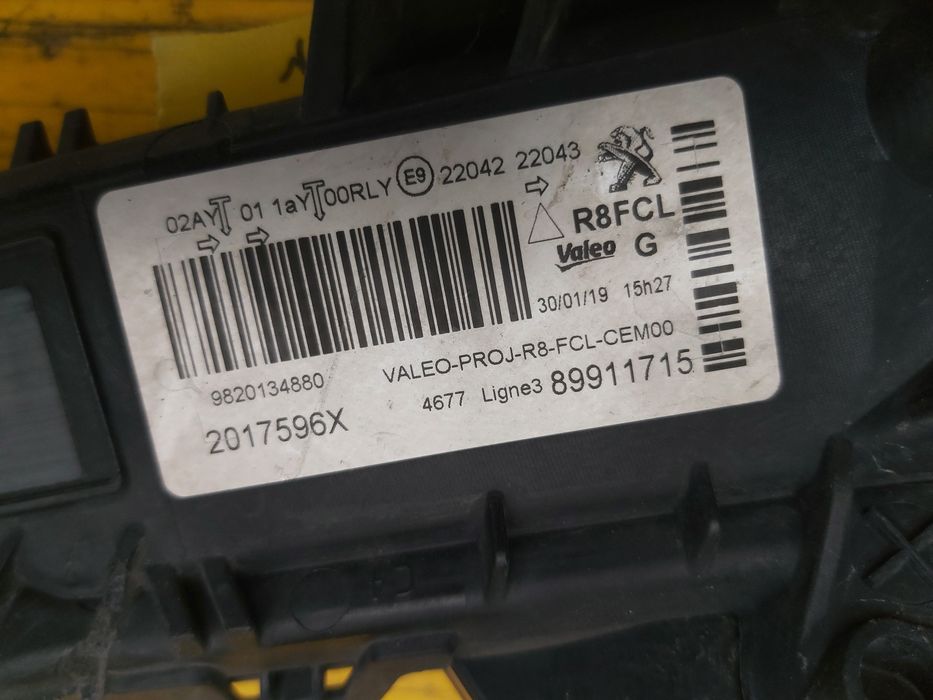 02AY 01 1aY 00RLY E9 22042 22043
R8FCL
Valeo G
30/01/19 15h27
VALEO-PROJ-R8-FCL-CEM00
9820134880
4677 Ligne3 89911715
2017596X